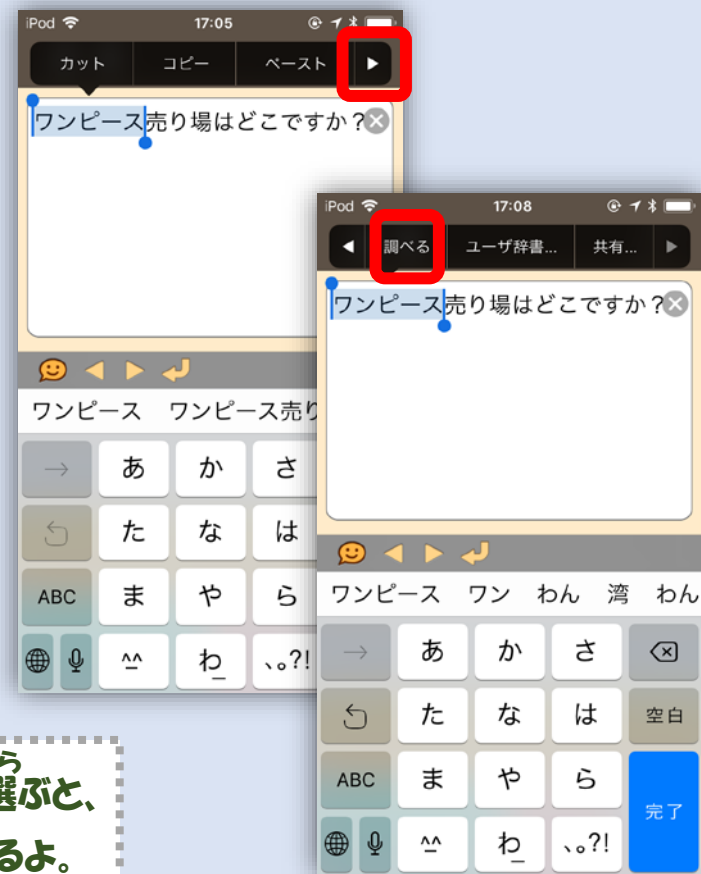 iPod 17:05
カット コピー ペースト ▶
ワンピース売り場はどこですか？
ワンピース ワンピース売り
→ あ か さ
た な は
ABC ま や ら
^^ わ_ 、。?!
iPod 17:08
◀ 調べる ユーザ辞書... 共有... ▶
ワンピース売り場はどこですか？
ワンピース ワン わん 湾 わん
→ あ か さ
た な は 空白
ABC ま や ら 完了
^^ わ_ 、。?!
選ぶと、
るよ。